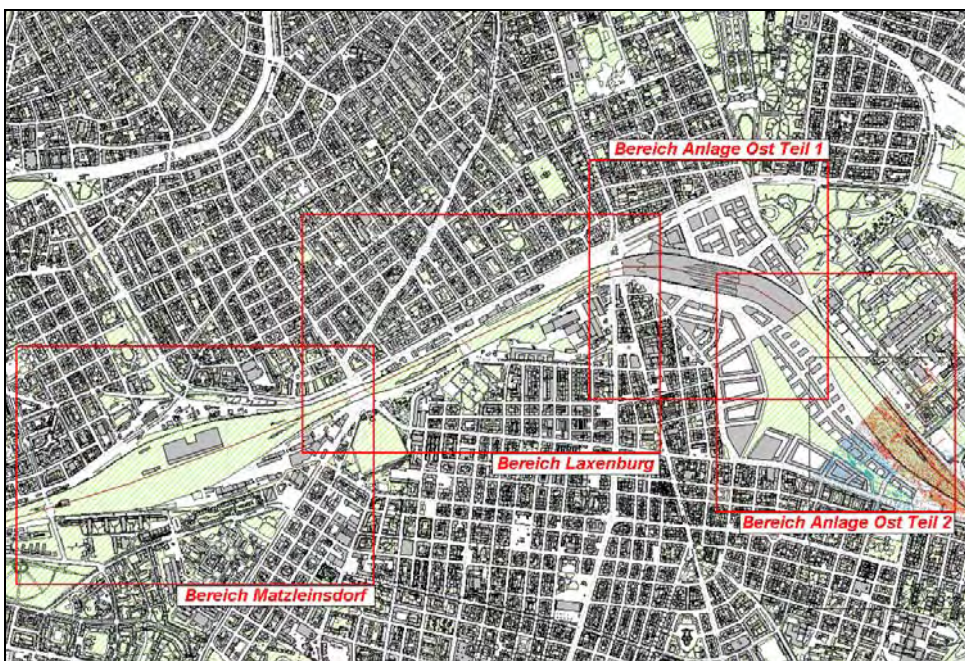 Bereich Anlage Ost Teil 1
Bereich Laxenburg
Bereich Anlage Ost Teil 2
Bereich Matzleinsdorf